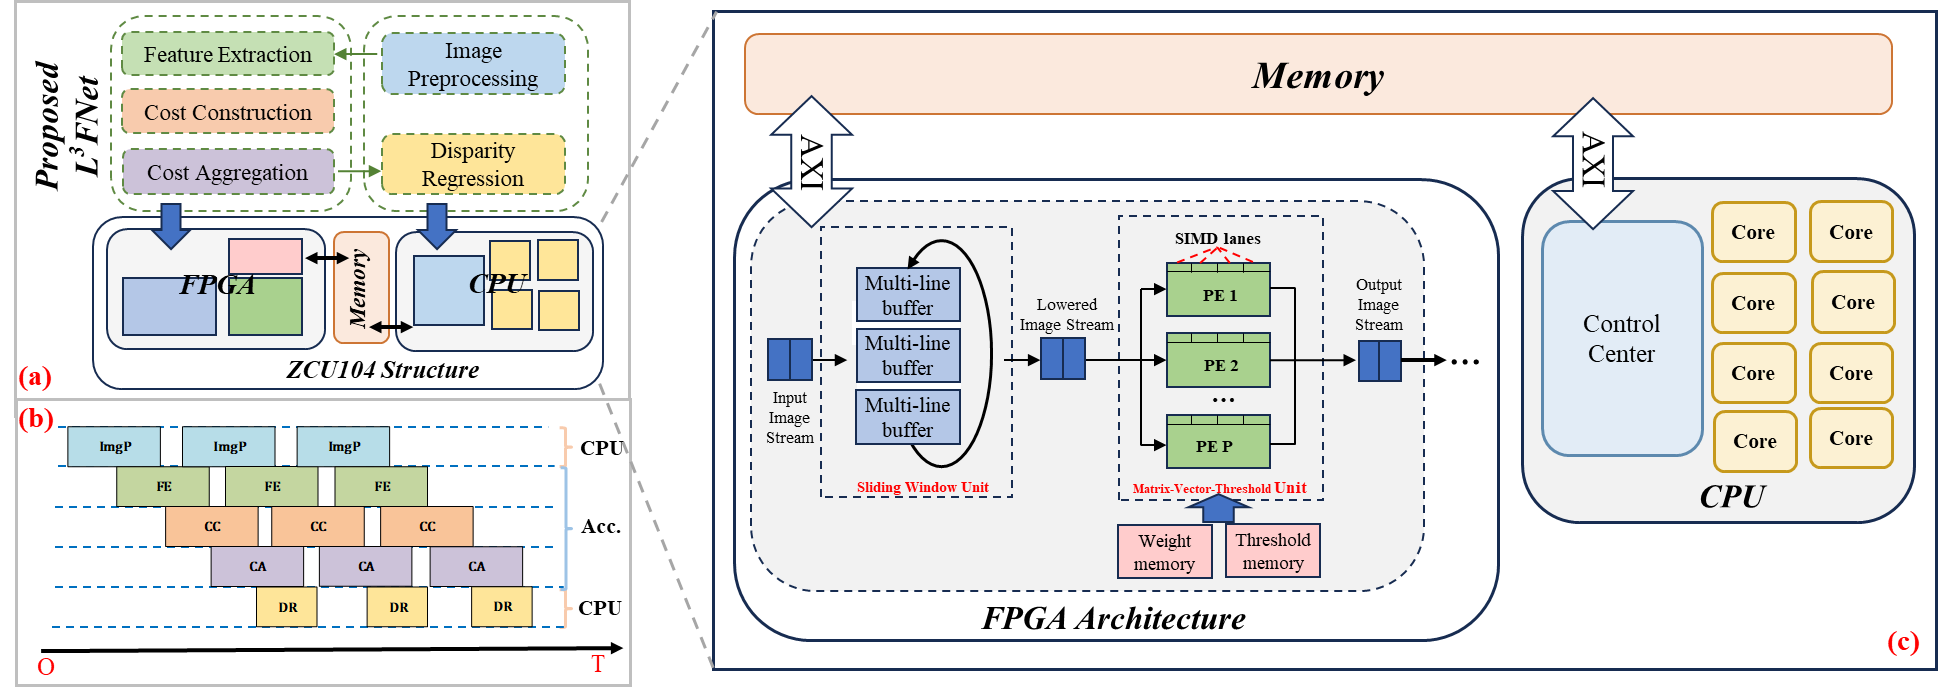 Proposed
L³FNet
Feature Extraction
Cost Construction
Cost Aggregation
Image
Preprocessing
Disparity
Regression
FPGA
Memory
CPU
ZCU104 Structure
(a)
(b)
ImgP ImgP ImgP
CPU
FE FE FE
CC CC CC
Acc.
CA CA CA
DR DR DR
CPU
O
T
Memory
AXI
AXI
Input
Image
Stream
Multi-line
buffer
Multi-line
buffer
Multi-line
buffer
Sliding Window Unit
Lowered
Image Stream
SIMD lanes
PE 1
PE 2
...
PE P
Matrix-Vector-Threshold Unit
Weight
memory
Threshold
memory
Output
Image
Stream
...
FPGA Architecture
Control
Center
Core Core
Core Core
Core Core
Core Core
CPU
(c)